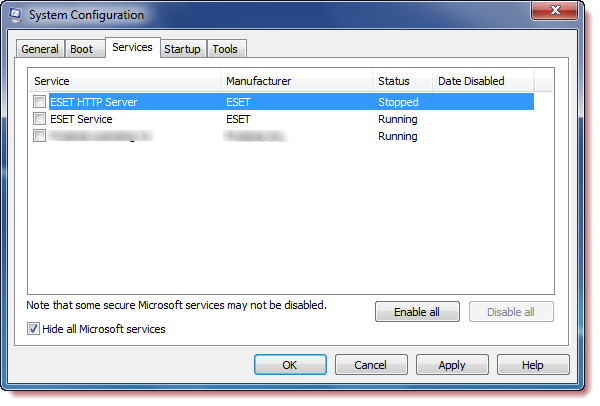 System Configuration
General Boot Services Startup Tools
Service Manufacturer Status Date Disabled
ESET HTTP Server ESET Stopped
ESET Service ESET Running
Running
Note that some secure Microsoft services may not be disabled.
Enable all Disable all
Hide all Microsoft services
OK Cancel Apply Help